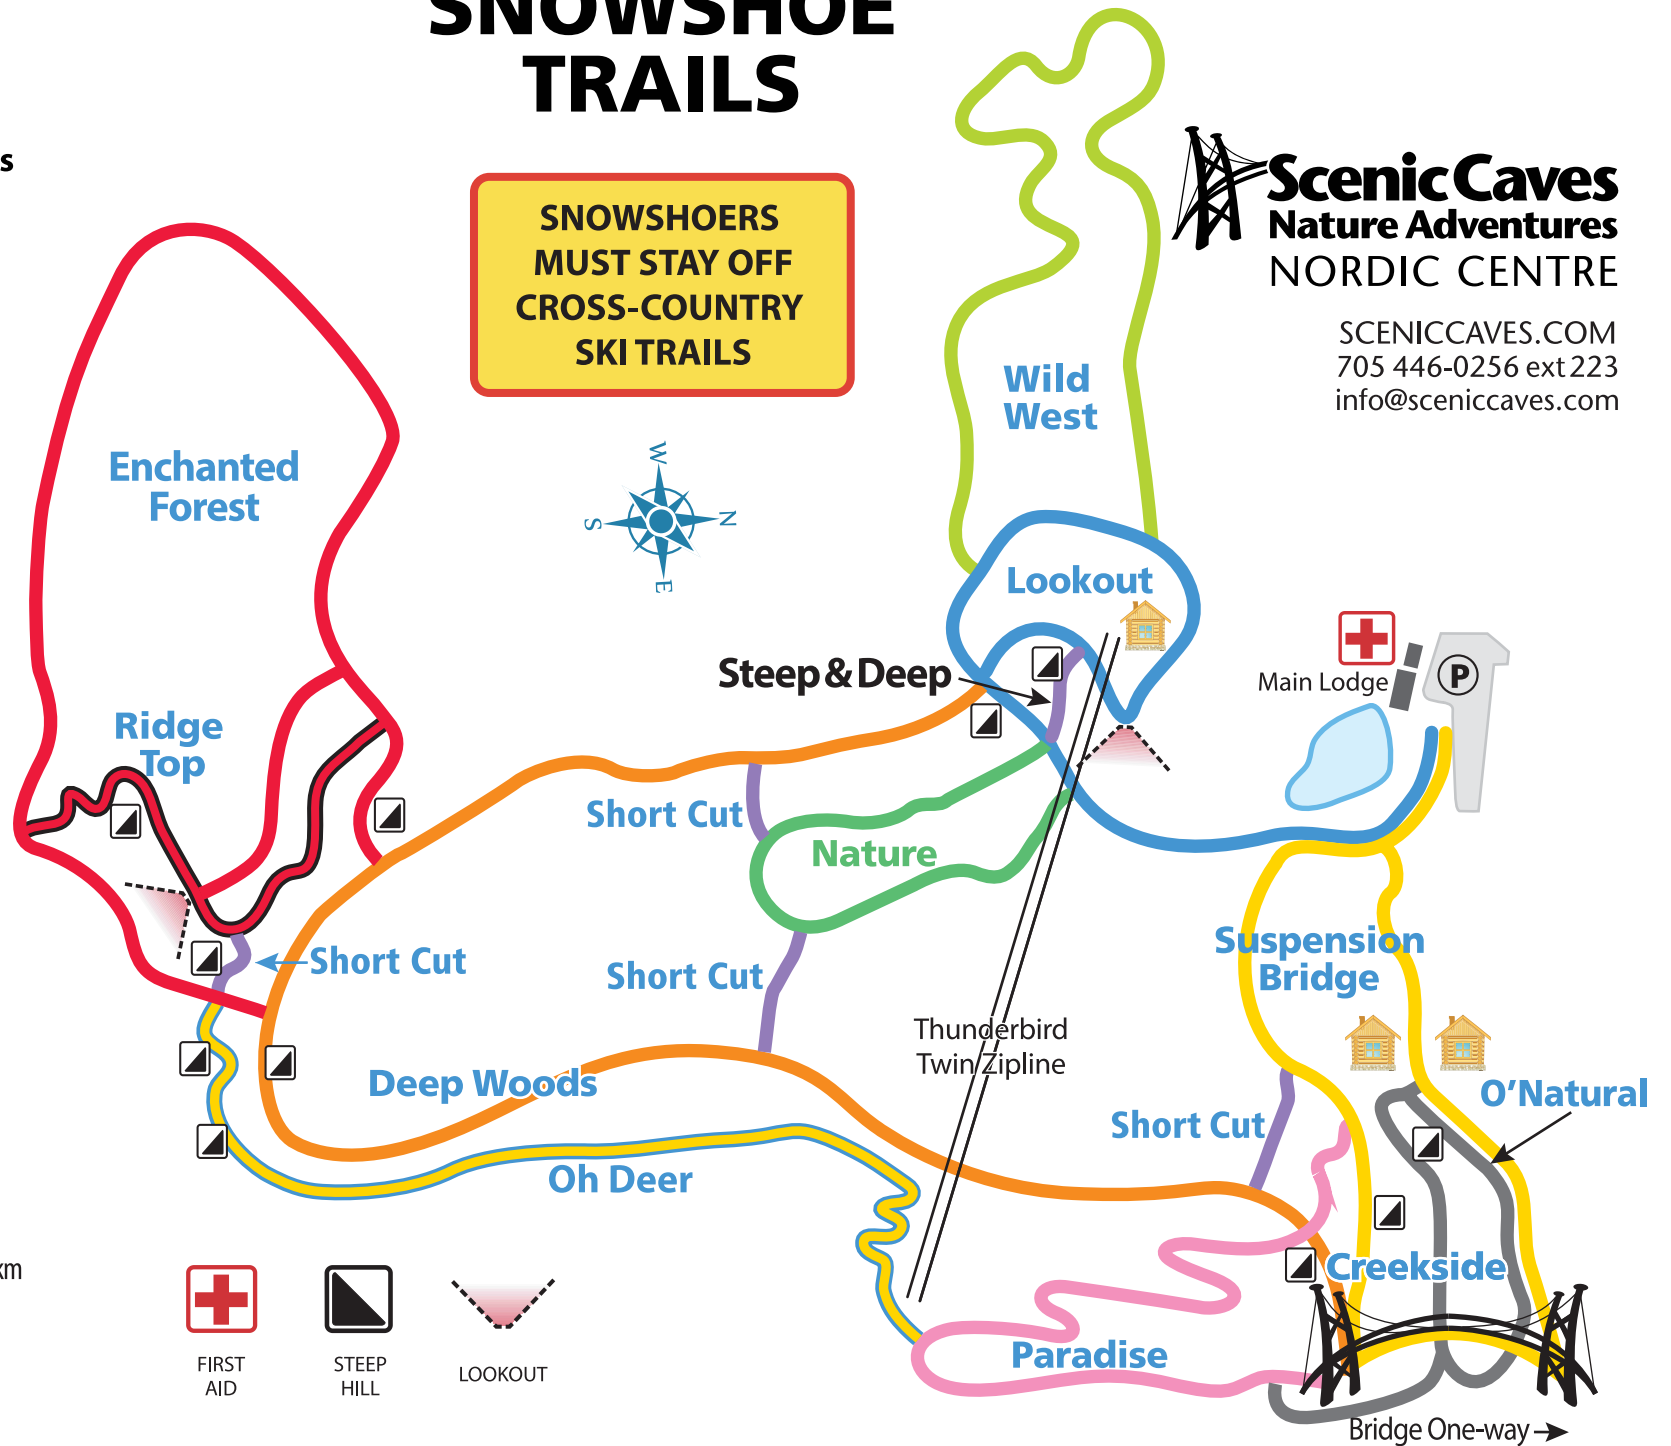 SNOWSHOE
TRAILS
s
SNOWSHOERS
MUST STAY OFF
CROSS-COUNTRY
SKI TRAILS
Scenic Caves
Nature Adventures
NORDIC CENTRE
SCENICCAVES.COM
705 446-0256 ext 223
info@sceniccaves.com
Wild
West
Enchanted
Forest
W
S
N
E
Lookout
Steep & Deep
Main Lodge
P
Ridge
Top
Short Cut
Nature
Short Cut
Short Cut
Suspension
Bridge
Thunderbird
Twin Zipline
Deep Woods
O'Natural
Short Cut
Oh Deer
Creekside
km
Paradise
FIRST
AID
STEEP
HILL
LOOKOUT
Bridge One-way